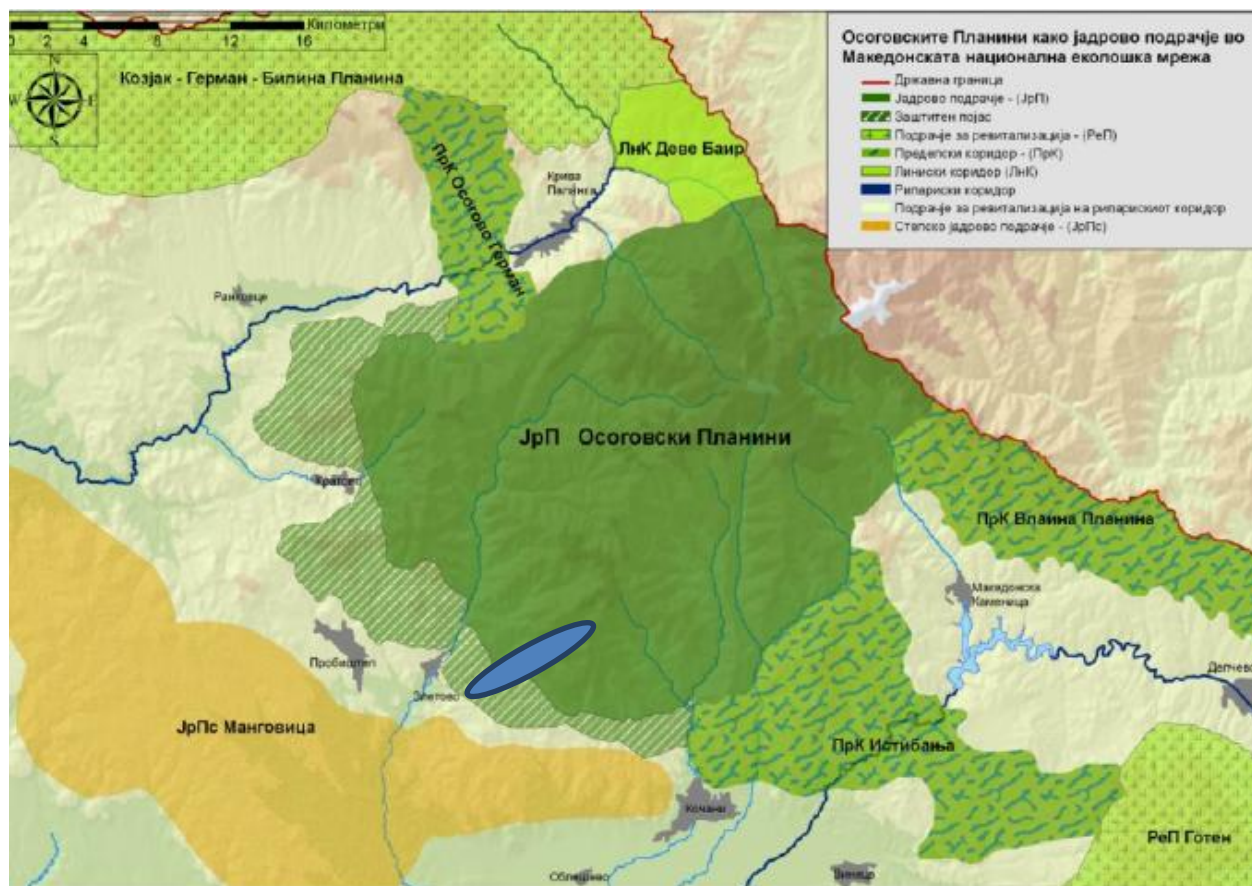 Километри
0 2 4 8 12 16
Козјак - Герман - Билина Планина
W E
N
S
Осоговските Планини како јадрово подрачје во
Македонската национална еколошка мрежа
Државна граница
Јадрово подрачје - (ЈрП)
Заштитен појас
Подрачје за ревитализација - (РеП)
Пределски коридор - (ПрК)
Линиски коридор (ЛнК)
Рипариски коридор
Подрачје за ревитализација на рипарискиот коридор
Степско јадрово подрачје - (ЈрПс)
ЛнК Деве Баир
ПрК Осогово Герман
Крива
Паланка
Ранковце
ЈрП Осоговски Планини
Кратово
ПрК Влаина Планина
Македонска
Каменица
Пробиштип
Злетово
Делчево
ЈрПс Манговица
ПрК Истибања
Кочани
РеП Готен
Облешево
Виница